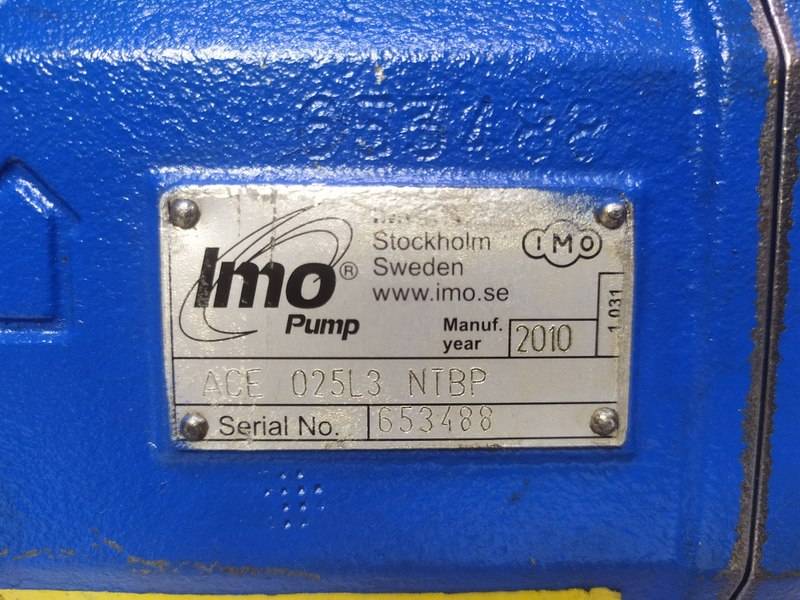 653488
Imo®
Pump
Stockholm
Sweden
www.imo.se
IMO
Manuf.
year
2010
1.031
ACE 025L3 NTBP
Serial No.
653488